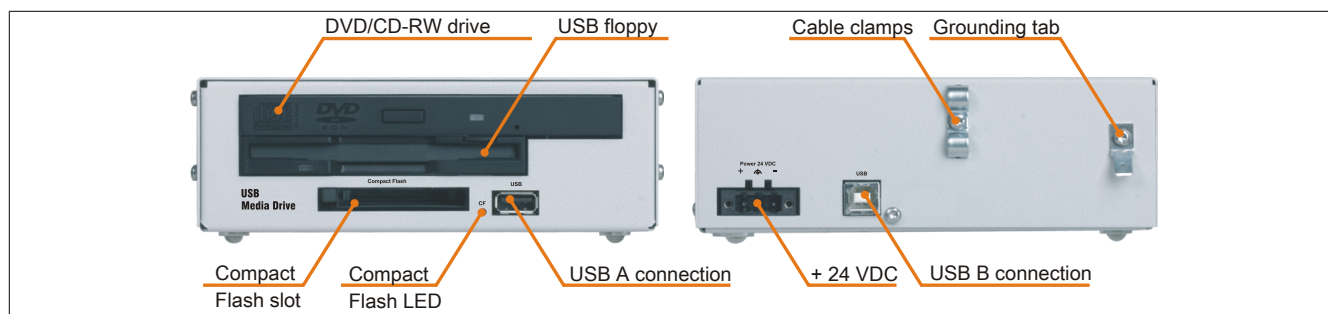 DVD/CD-RW drive
USB floppy
Cable clamps
Grounding tab
DVD
ROM
Compact Flash
USB
USB
Media Drive
CF
Power 24 VDC
+ -
USB
Compact
Flash slot
Compact
Flash LED
USB A connection
+ 24 VDC
USB B connection